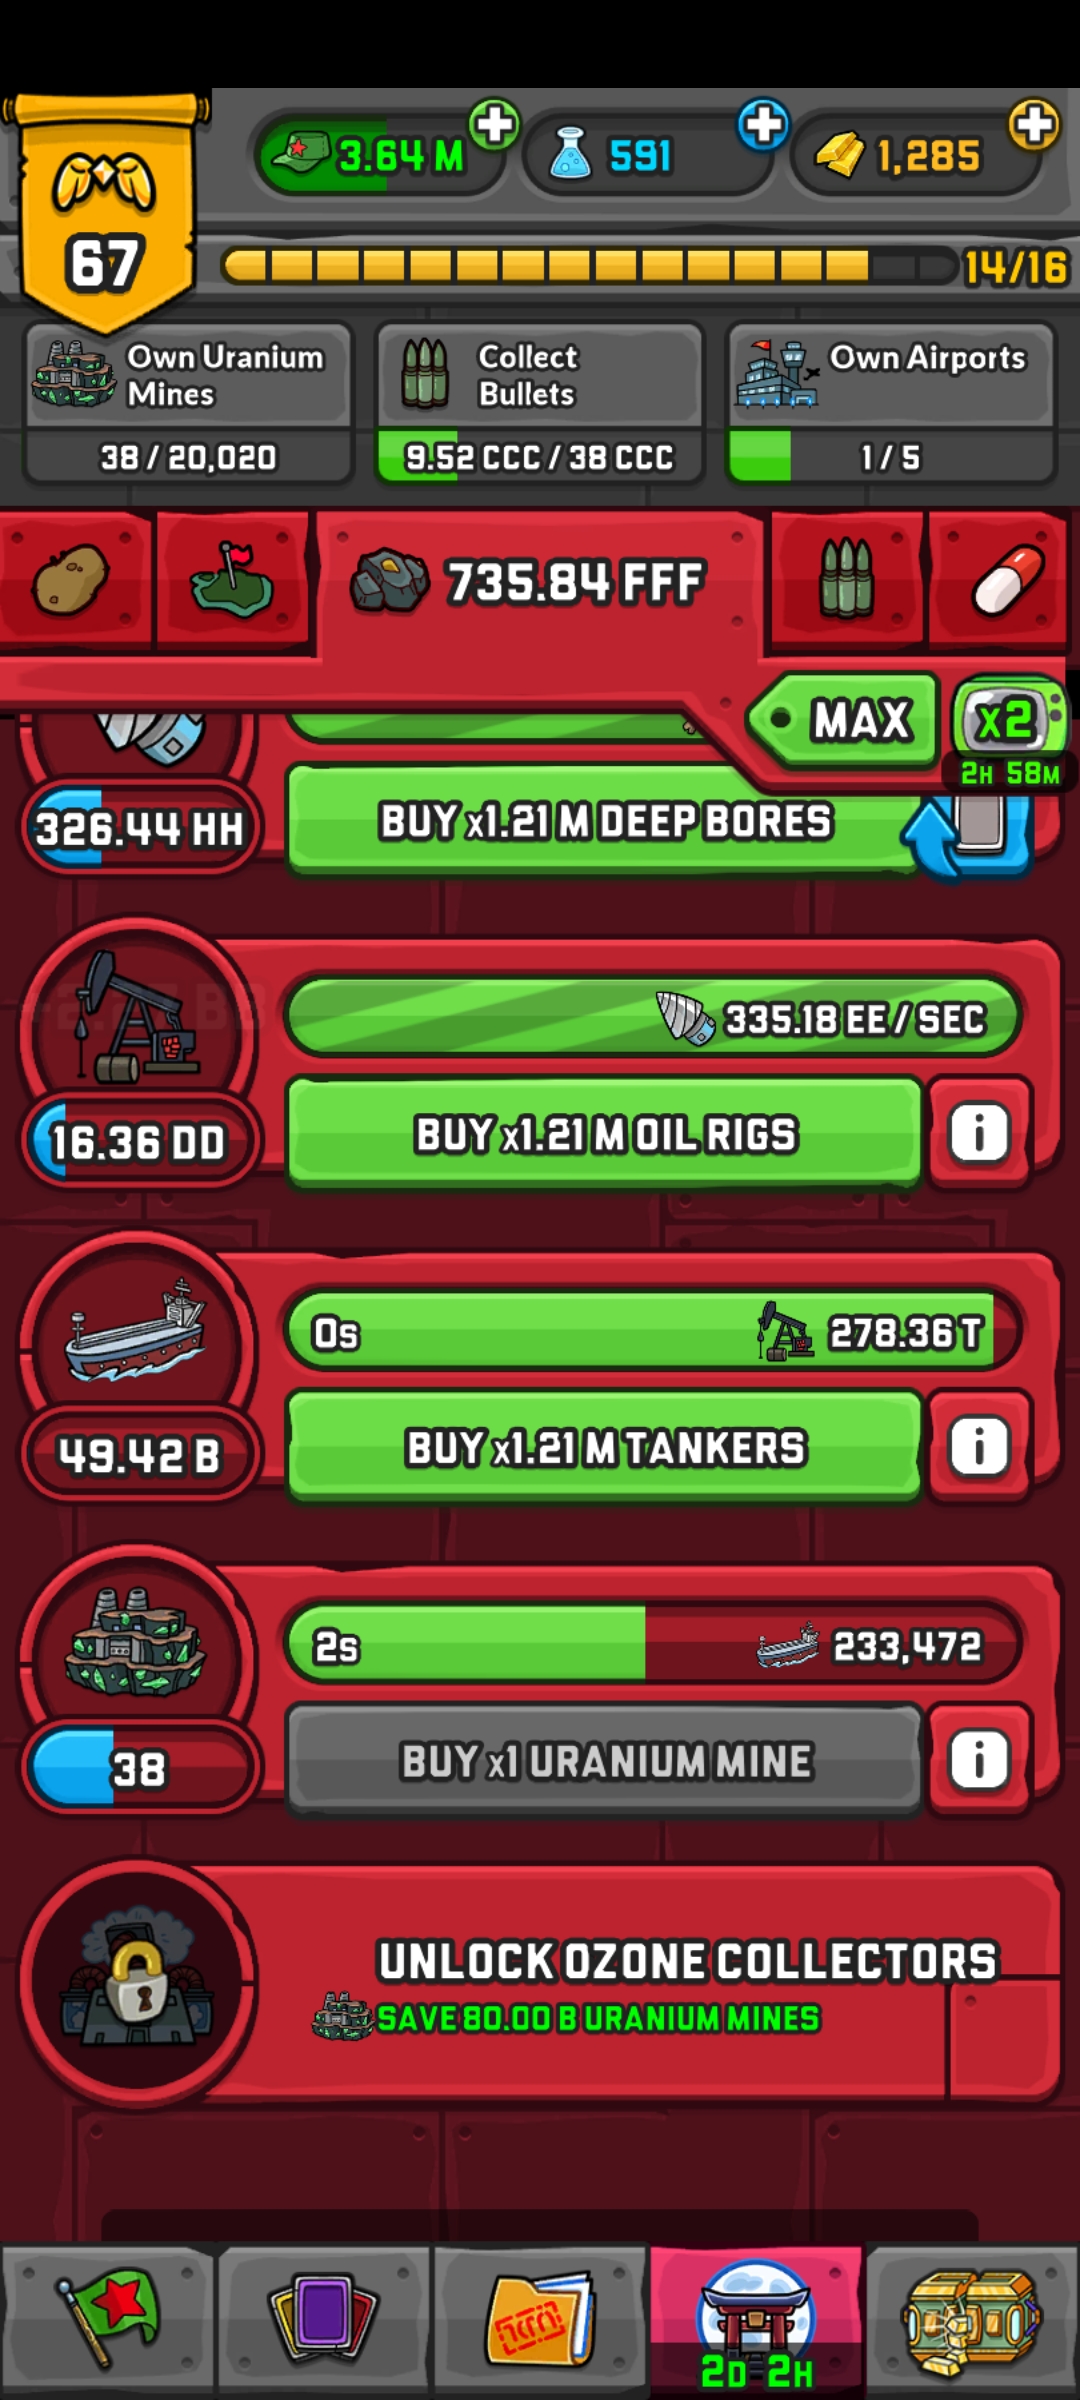 3.64 M
591
1,285
67
14/16
Own Uranium
Mines
38 / 20,020
Collect
Bullets
9.52 CCC / 38 CCC
Own Airports
1 / 5
735.84 FFF
MAX
x2
2H 58M
326.44 HH
BUY x1.21 M DEEP BORES
335.18 EE / SEC
16.36 DD
BUY x1.21 M OIL RIGS
i
0s
278.36 T
49.42 B
BUY x1.21 M TANKERS
i
2s
233,472
38
BUY x1 URANIUM MINE
i
UNLOCK OZONE COLLECTORS
SAVE 80.00 B URANIUM MINES
2D 2H